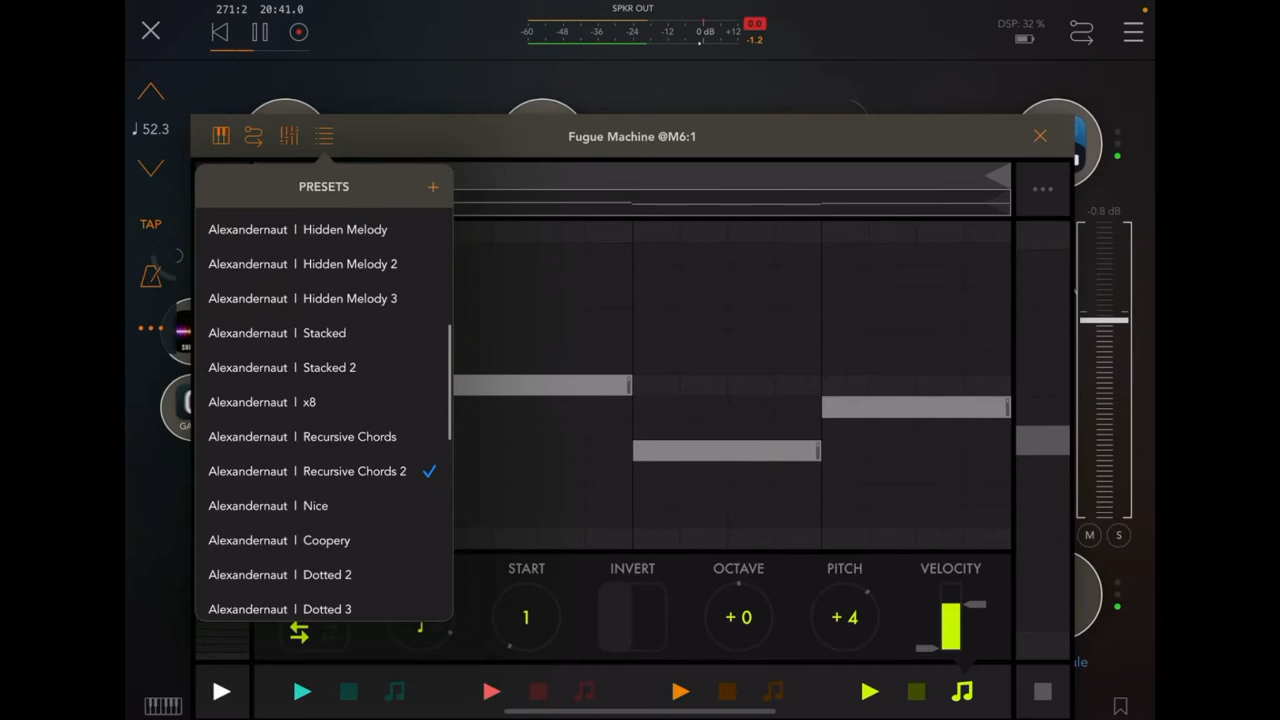 271:2 20:41.0
SPKR OUT
-60 -48 -36 -24 -12 0 dB +12
0.0
-1.2
DSP: 32 %
52.3
TAP
Fugue Machine @M6:1
PRESETS
+
Alexandernaut | Hidden Melody
Alexandernaut | Hidden Melody 2
Alexandernaut | Hidden Melody 3
Alexandernaut | Stacked
Alexandernaut | Stacked 2
Alexandernaut | x8
Alexandernaut | Recursive Chords
Alexandernaut | Recursive Chords 2
Alexandernaut | Nice
Alexandernaut | Coopery
Alexandernaut | Dotted 2
Alexandernaut | Dotted 3
-0.8 dB
M S
START INVERT OCTAVE PITCH VELOCITY
1 + 0 + 4